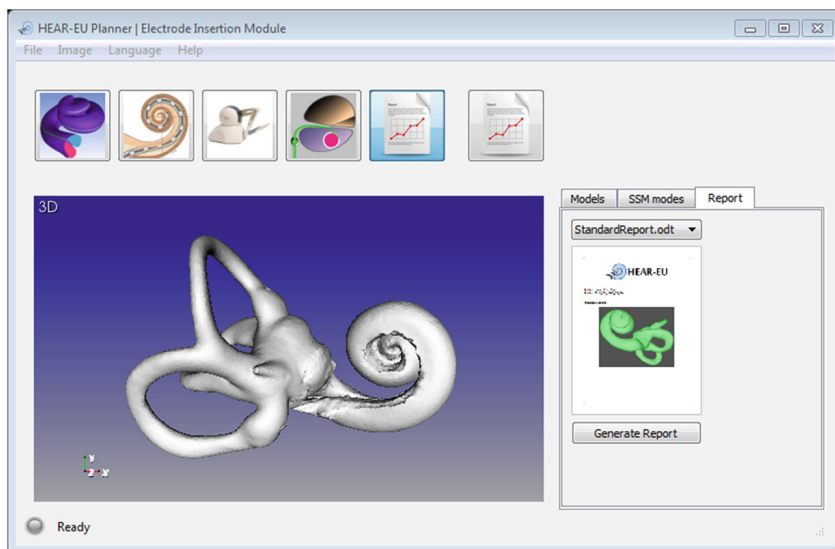 HEAR-EU Planner | Electrode Insertion Module
File Image Language Help
Report
Report
3D
Models SSM modes Report
StandardReport.odt
HEAR-EU
Generate Report
Y
Z X
Ready